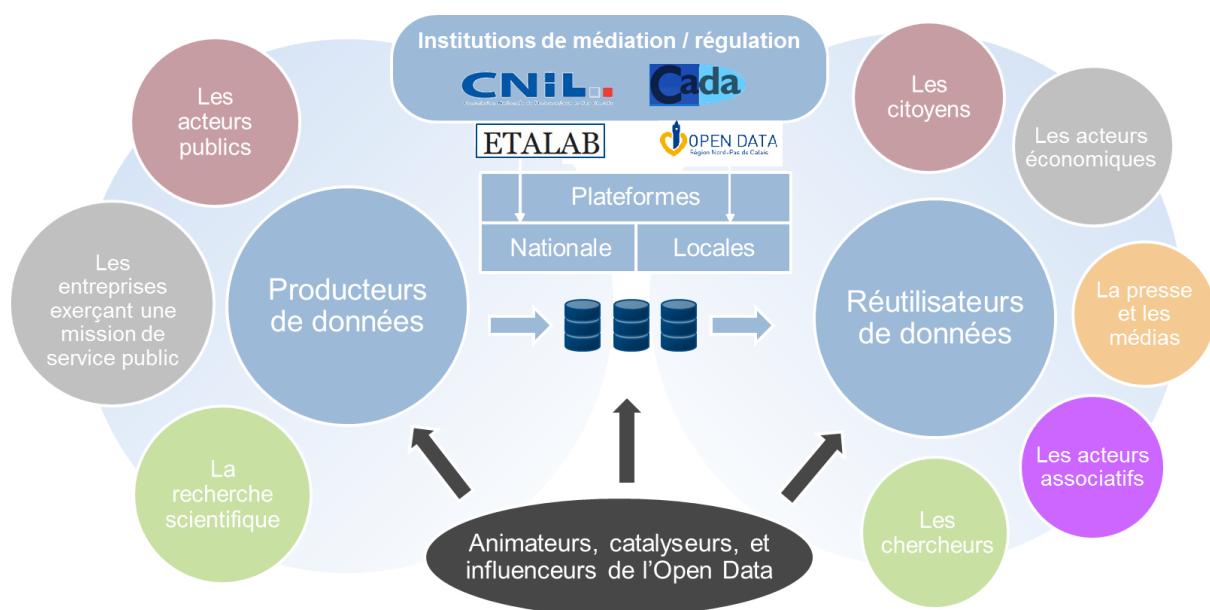 Institutions de médiation / régulation
CNiL
Cada
ETALAB
OPEN DATA
Région Nord-Pas de Calais
Plateformes
Nationale
Locales
Les
acteurs
publics
Les
entreprises
exerçant une
mission de
service public
La
recherche
scientifique
Producteurs
de données
Réutilisateurs
de données
Les
citoyens
Les acteurs
économiques
La presse
et les
médias
Les acteurs
associatifs
Les
chercheurs
Animateurs, catalyseurs, et
influenceurs de l’Open Data